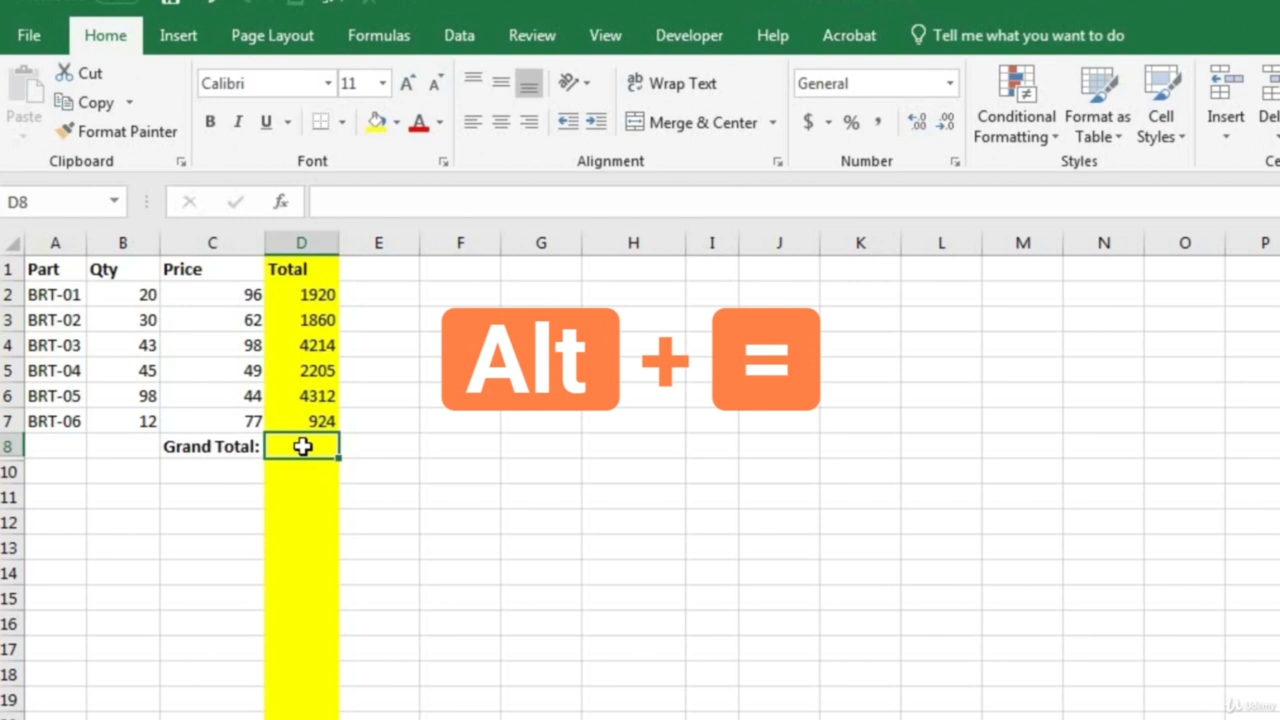 File Home Insert Page Layout Formulas Data Review View Developer Help Acrobat Tell me what you want to do
Paste Cut
Copy
Format Painter
Clipboard
Calibri 11
B I U A
Font
ab Wrap Text
Merge & Center
Alignment
General
$ % , .00 .0
Number
Conditional Formatting
Format as Table
Cell Styles
Styles
Insert
D8 fx
A B C D E F G H I J K L M N O P
1 Part Qty Price Total
2 BRT-01 20 96 1920
3 BRT-02 30 62 1860
4 BRT-03 43 98 4214
5 BRT-04 45 49 2205
6 BRT-05 98 44 4312
7 BRT-06 12 77 924
8 Grand Total:
10
11
12
13
14
15
16
17
18
19
Alt + =
Udemy